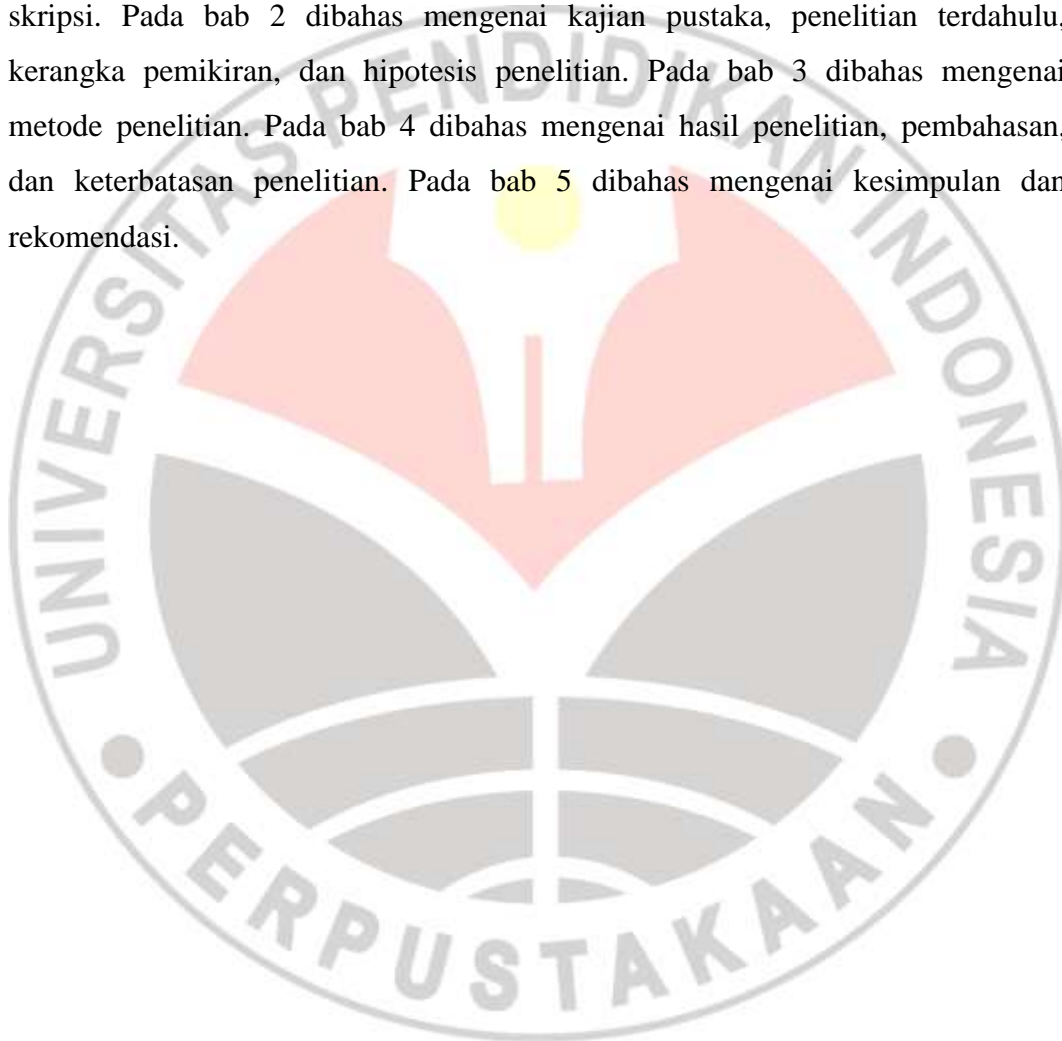 skripsi. Pada bab 2 dibahas mengenai kajian pustaka, penelitian terdahulu,
kerangka pemikiran, dan hipotesis penelitian. Pada bab 3 dibahas mengenai
metode penelitian. Pada bab 4 dibahas mengenai hasil penelitian, pembahasan,
dan keterbatasan penelitian. Pada bab 5 dibahas mengenai kesimpulan dan
rekomendasi.
UNIVERSITAS PENDIDIKAN INDONESIA
PERPUSTAKAAN